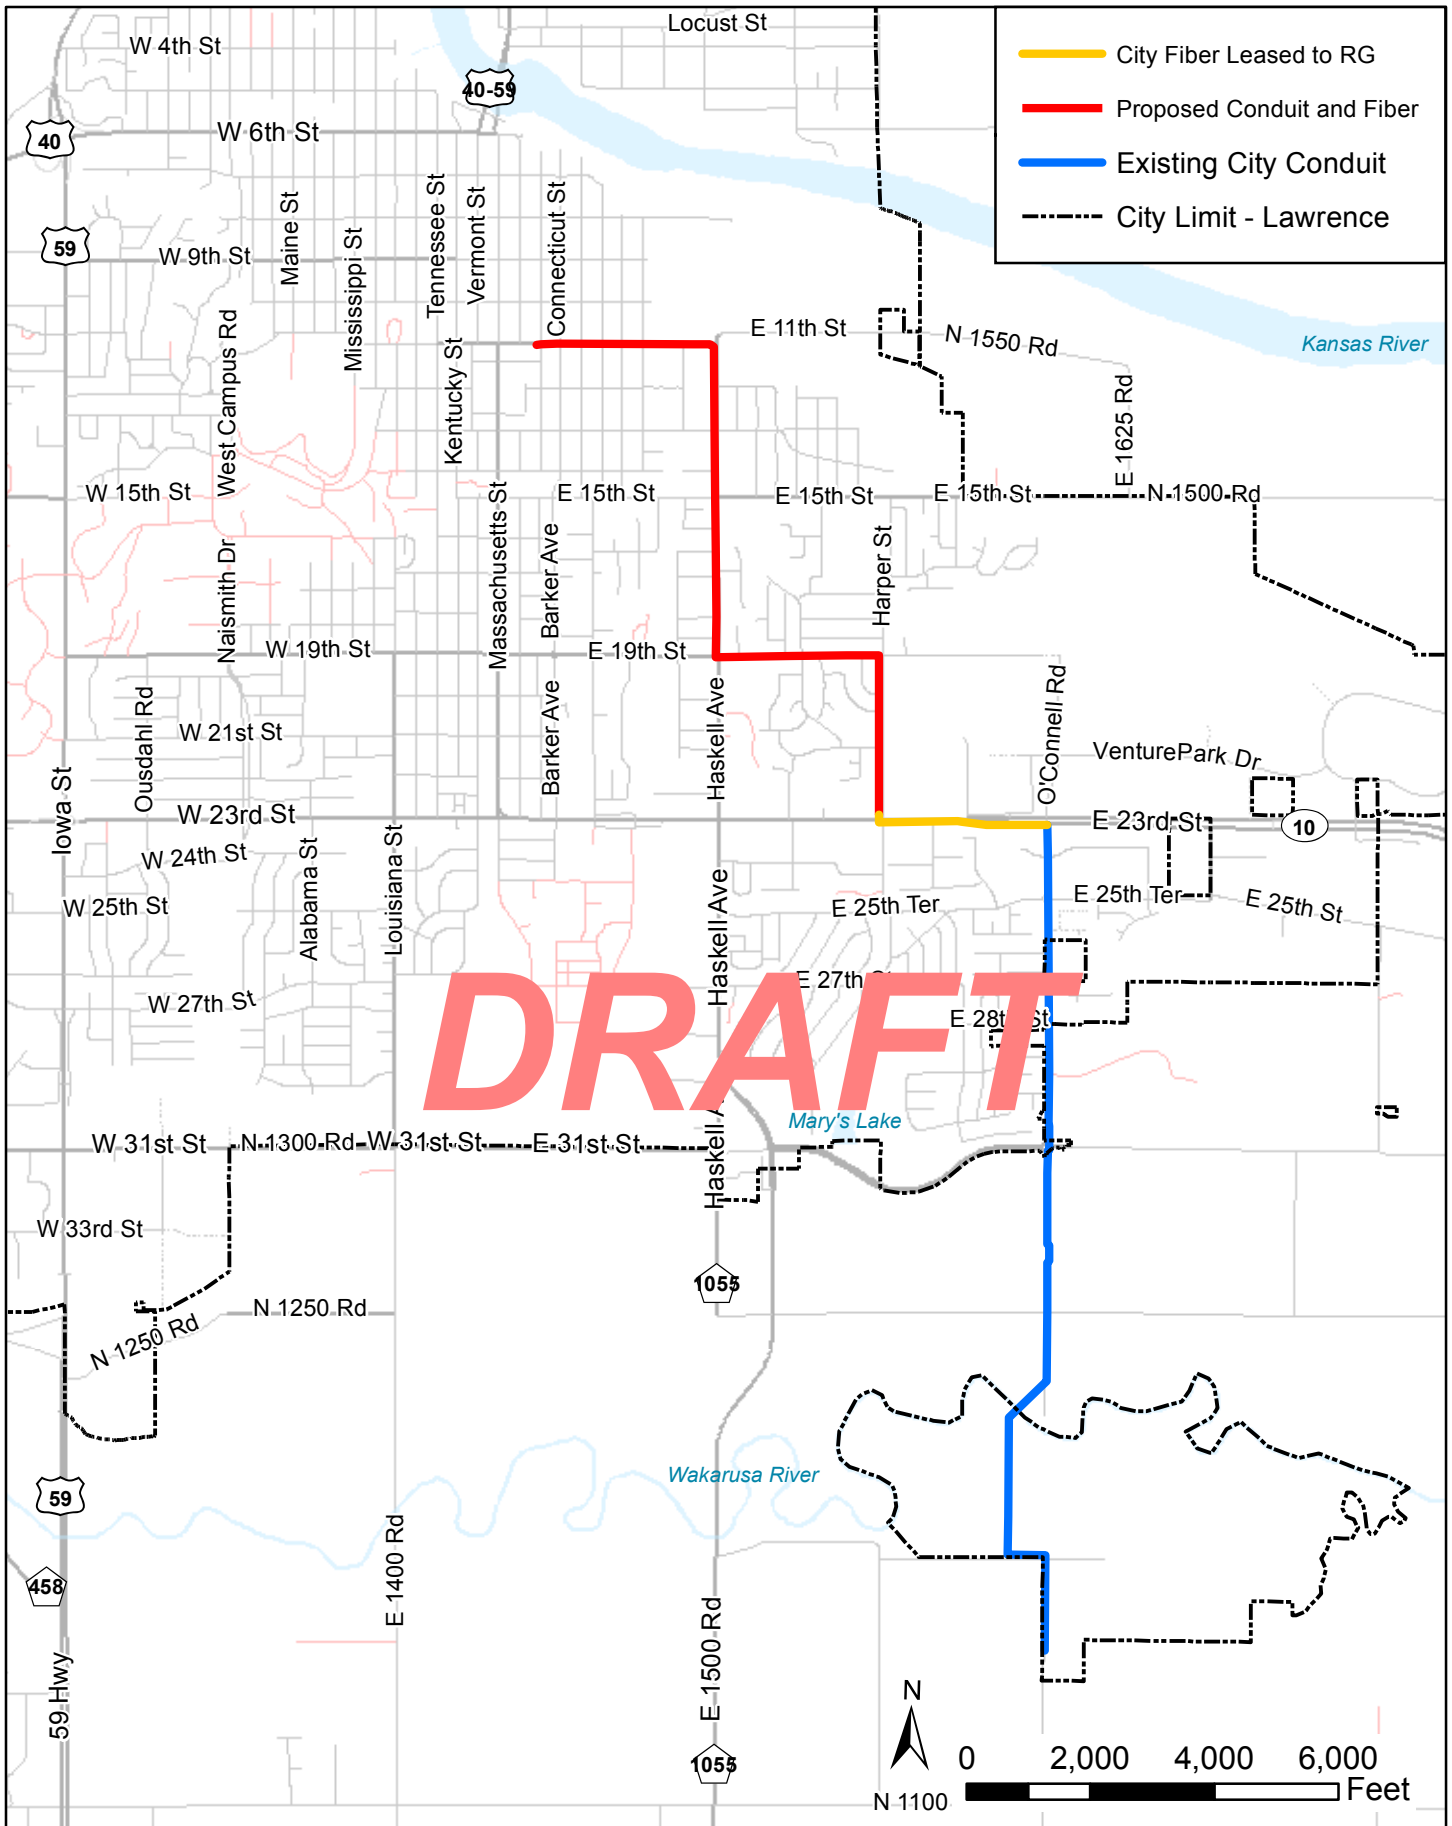 Locust St
W 4th St
40-59
40
W 6th St
City Fiber Leased to RG
Proposed Conduit and Fiber
Existing City Conduit
City Limit - Lawrence
59
W 9th St
Maine St
Mississippi St
Tennessee St
Vermont St
Connecticut St
E 11th St
N 1550 Rd
Kansas River
West Campus Rd
Kentucky St
E 1625 Rd
W 15th St
E 15th St
E 15th St
E 15th St
N 1500 Rd
Naismith Dr
Massachusetts St
Barker Ave
Harper St
W 19th St
E 19th St
Ousdahl Rd
W 21st St
Barker Ave
Haskell Ave
O'Connell Rd
VenturePark Dr
Iowa St
W 23rd St
E 23rd St
10
W 24th St
Alabama St
Louisiana St
W 25th St
Haskell Ave
E 25th Ter
E 25th Ter
E 25th St
W 27th St
E 27th St
E 28th St
DRAFT
Mary's Lake
W 31st St
N 1300 Rd
W 31st St
E 31st St
Haskell A
W 33rd St
1055
N 1250 Rd
N 1250 Rd
Wakarusa River
59
458
E 1400 Rd
E 1500 Rd
59 Hwy
1055
N
0 2,000 4,000 6,000
Feet
N 1100